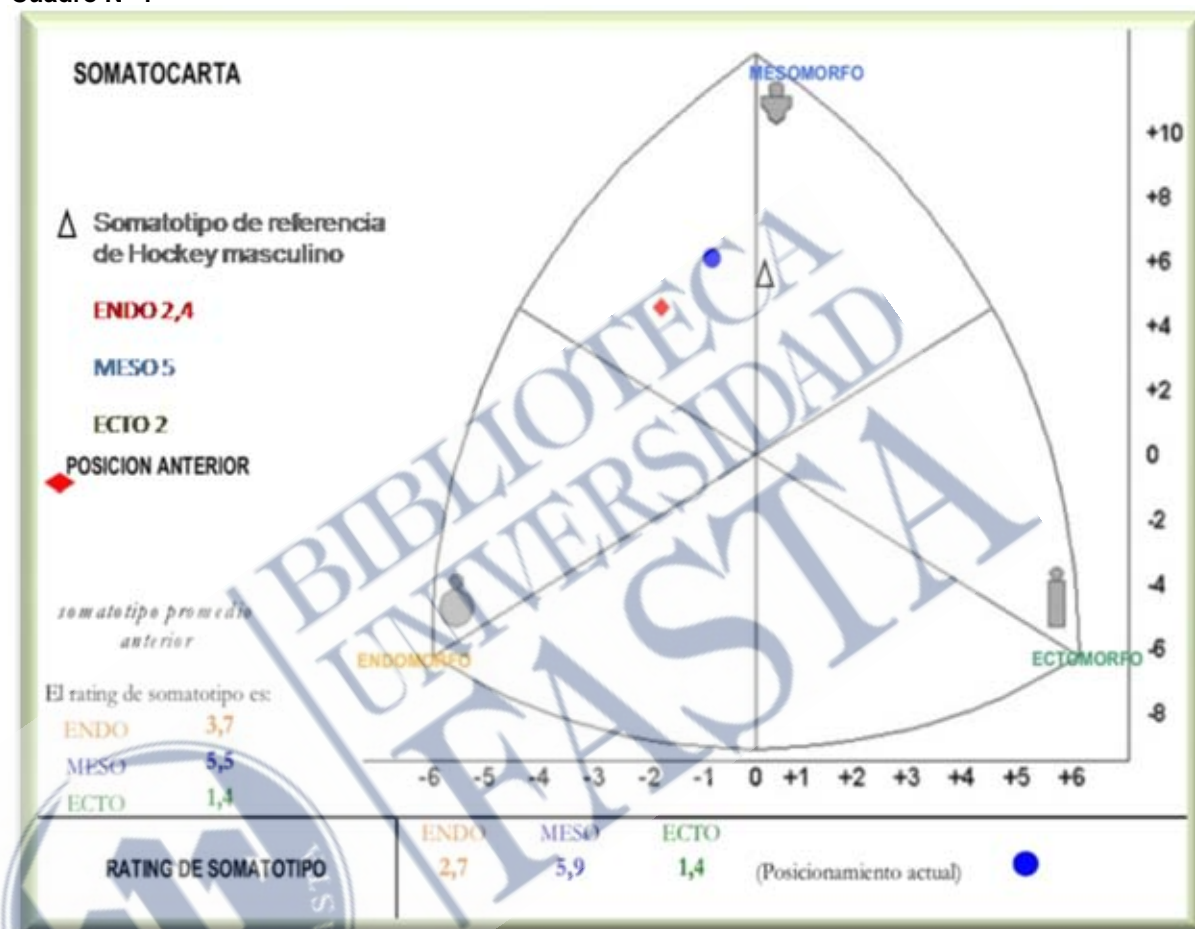 SOMATOCARTA
MESOMORFO
Somatotipo de referencia
de Hockey masculino
ENDO 2,4
MESO 5
ECTO 2
POSICION ANTERIOR
somatotipo promedio
anterior
El rating de somatotipo es:
ENDO 3,7
MESO 5,5
ECTO 1,4
ENDOMORFO
ECTOMORFO
+10
+8
+6
+4
+2
0
-2
-4
-6
-8
-6 -5 -4 -3 -2 -1 0 +1 +2 +3 +4 +5 +6
RATING DE SOMATOTIPO
ENDO MESO ECTO
2,7 5,9 1,4 (Posicionamiento actual)
BIBLIOTECA
UNIVERSIDAD
FASTA